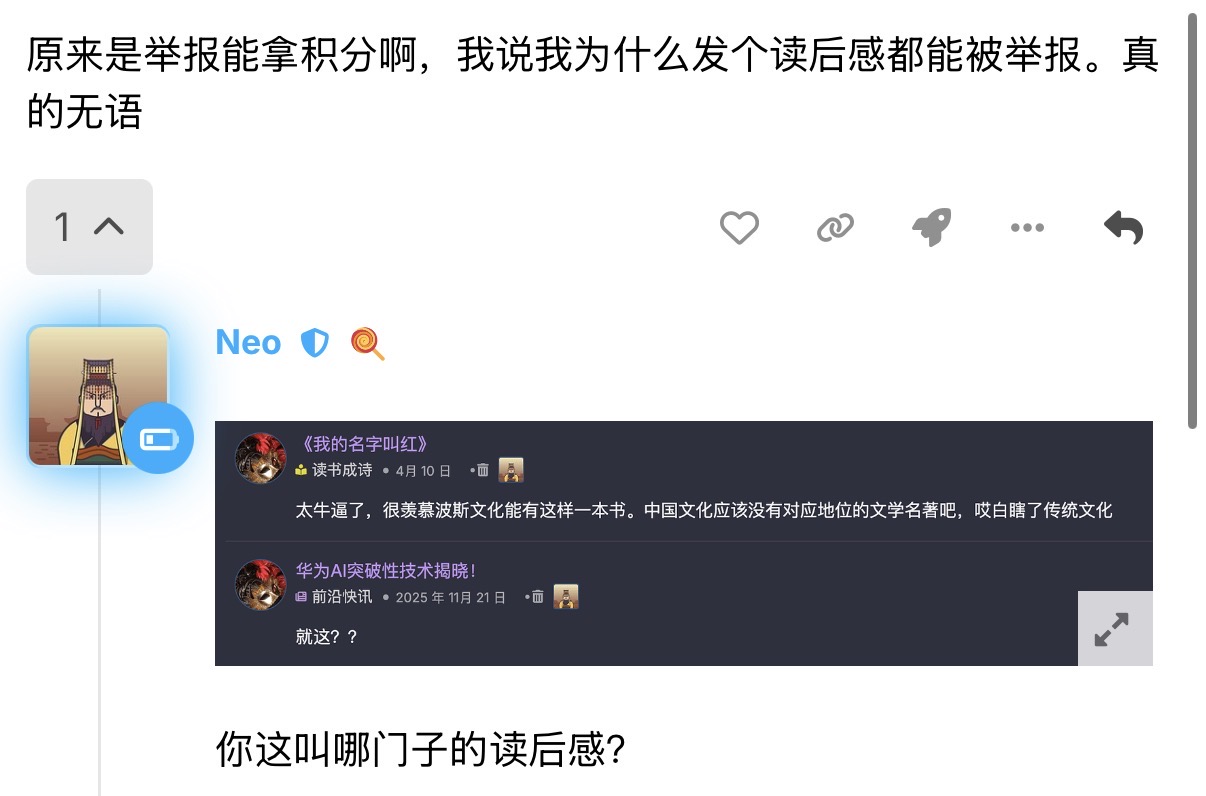 原来是举报能拿积分啊，我说我为什么发个读后感都能被举报。真
的无语
1
Neo
《我的名字叫红》
读书成诗 • 4月 10 日 •
太牛逼了，很羡慕波斯文化能有这样一本书。中国文化应该没有对应地位的文学名著吧，哎白瞎了传统文化
华为AI突破性技术揭晓！
前沿快讯 • 2025 年 11月 21 日 •
就这？？
你这叫哪门子的读后感?